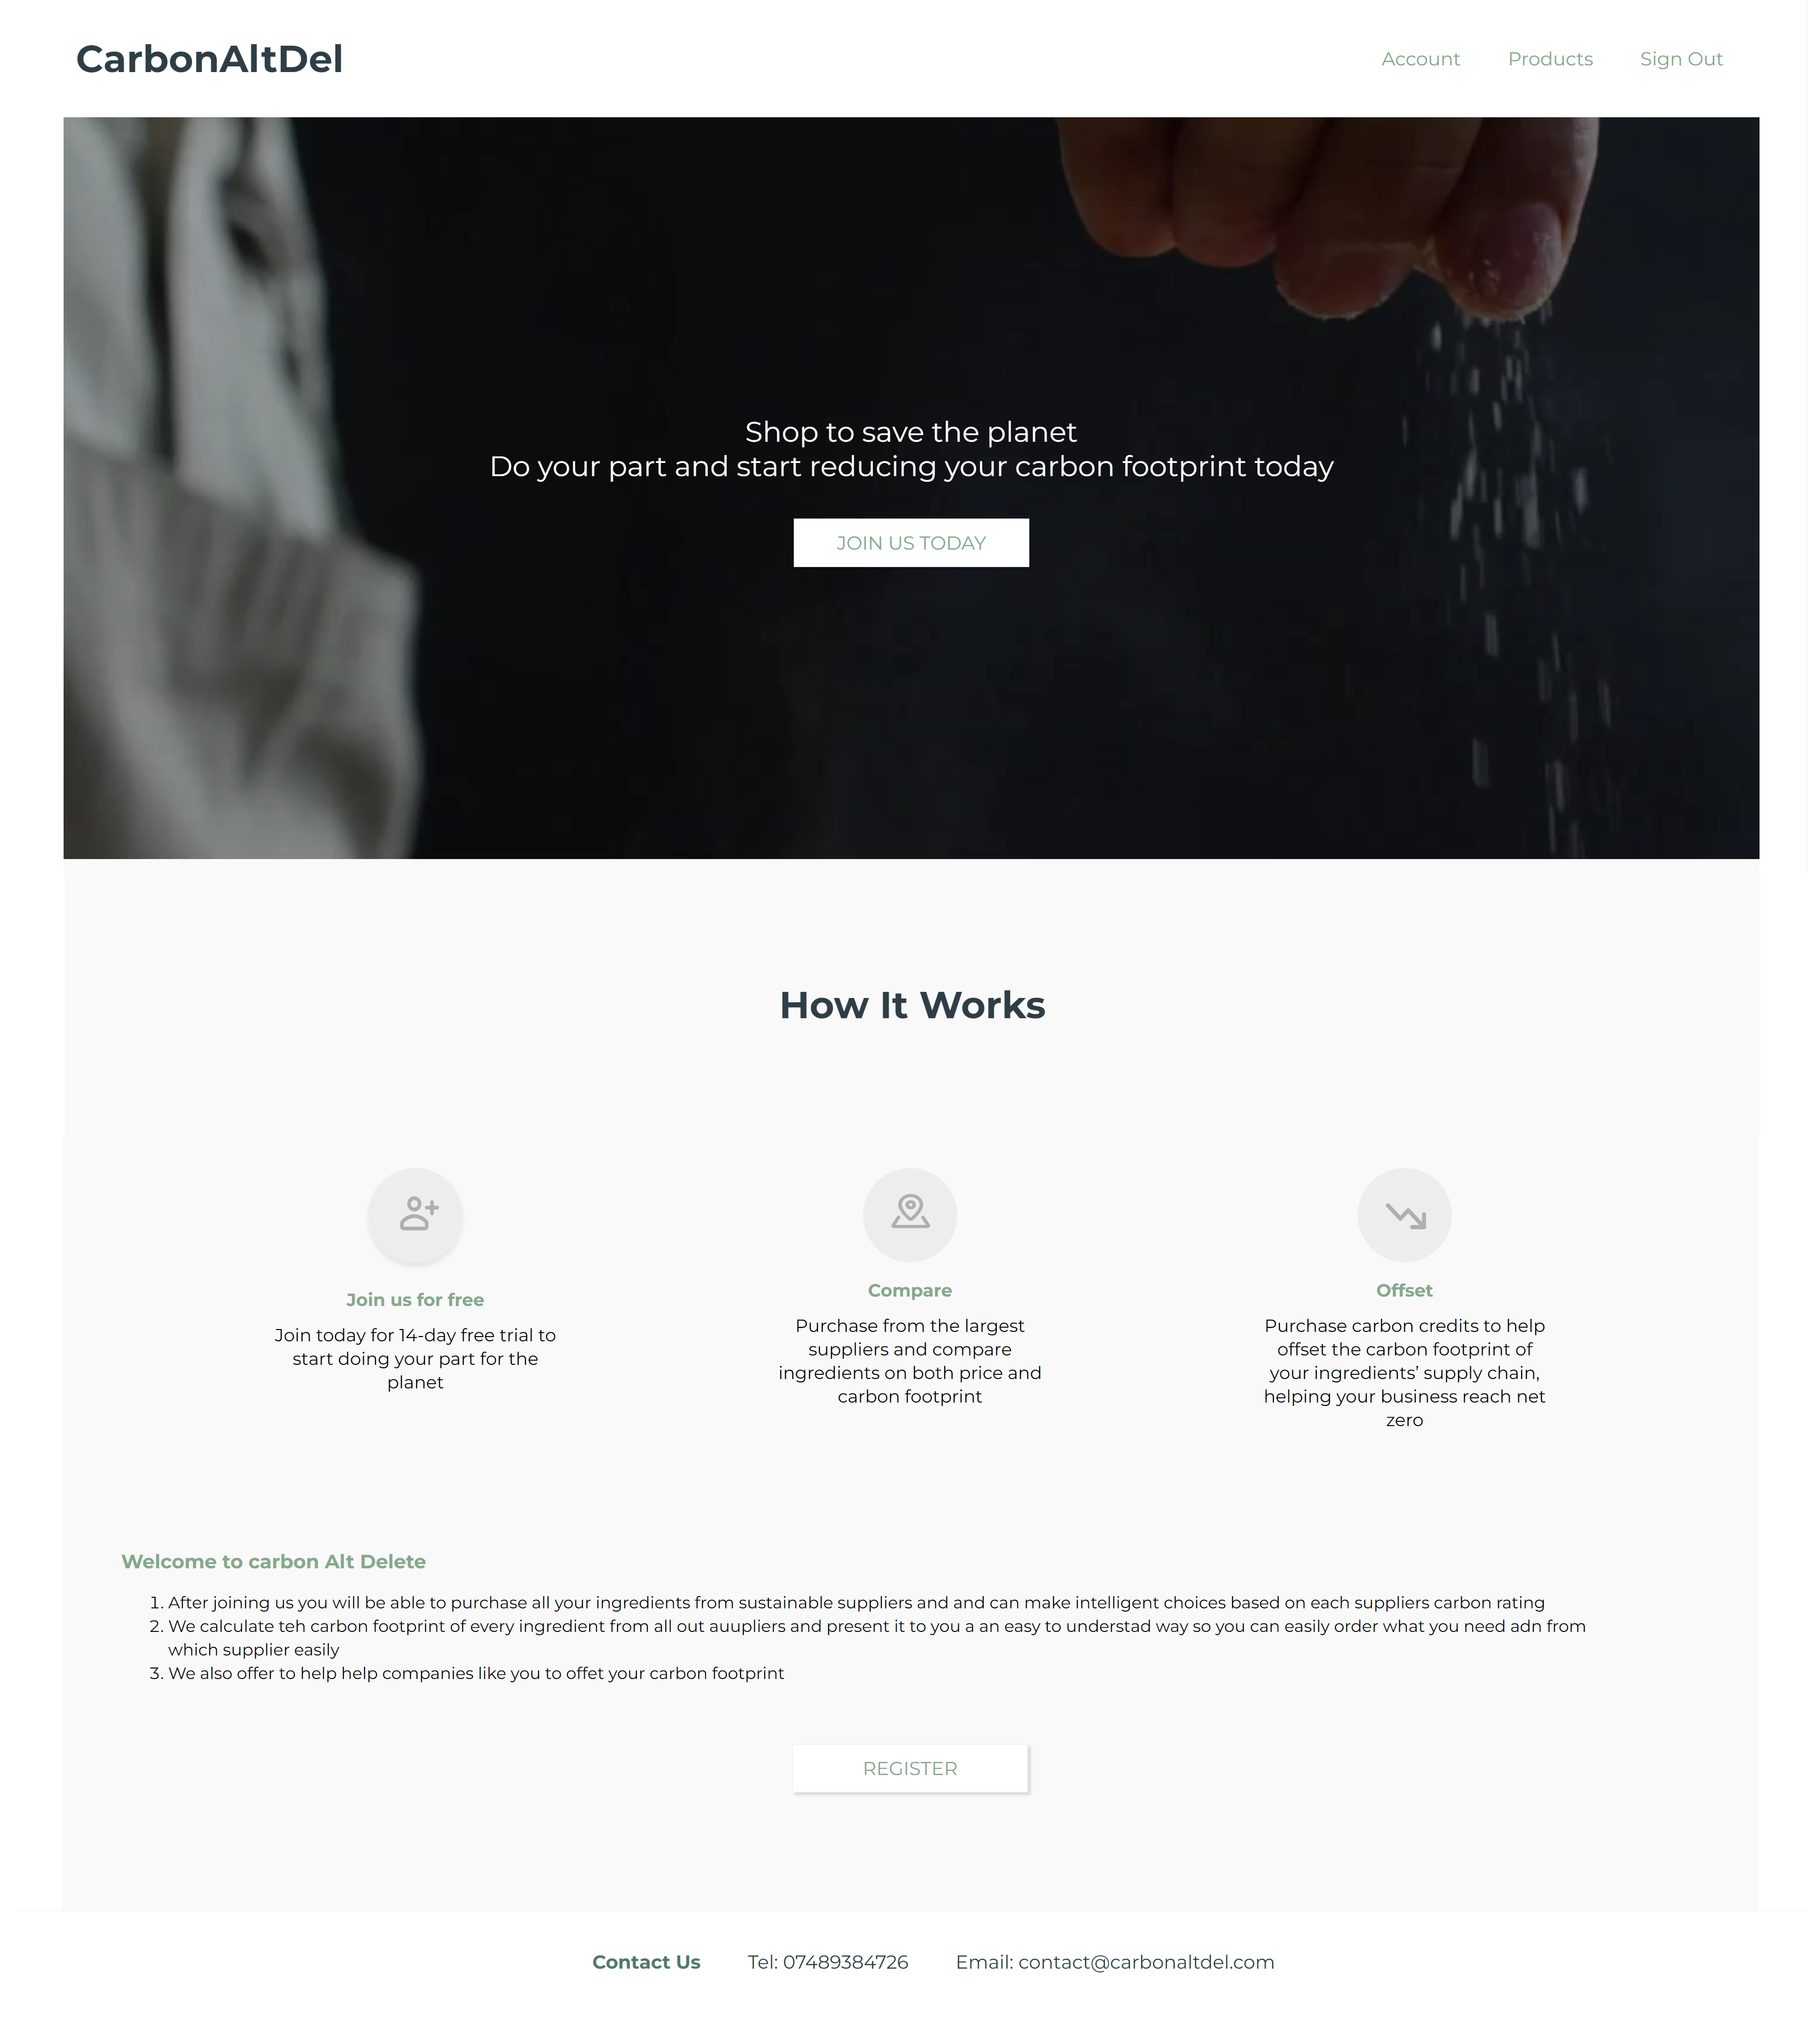 CarbonAltDel
Account Products Sign Out
Shop to save the planet
Do your part and start reducing your carbon footprint today
JOIN US TODAY
How It Works
Join us for free
Join today for 14-day free trial to
start doing your part for the
planet
Compare
Purchase from the largest
suppliers and compare
ingredients on both price and
carbon footprint
Offset
Purchase carbon credits to help
offset the carbon footprint of
your ingredients’ supply chain,
helping your business reach net
zero
Welcome to carbon Alt Delete
1. After joining us you will be able to purchase all your ingredients from sustainable suppliers and and can make intelligent choices based on each suppliers carbon rating
2. We calculate teh carbon footprint of every ingredient from all out auupliers and present it to you a an easy to understad way so you can easily order what you need adn from
which supplier easily
3. We also offer to help help companies like you to offet your carbon footprint
REGISTER
Contact Us Tel: 07489384726 Email: contact@carbonaltdel.com